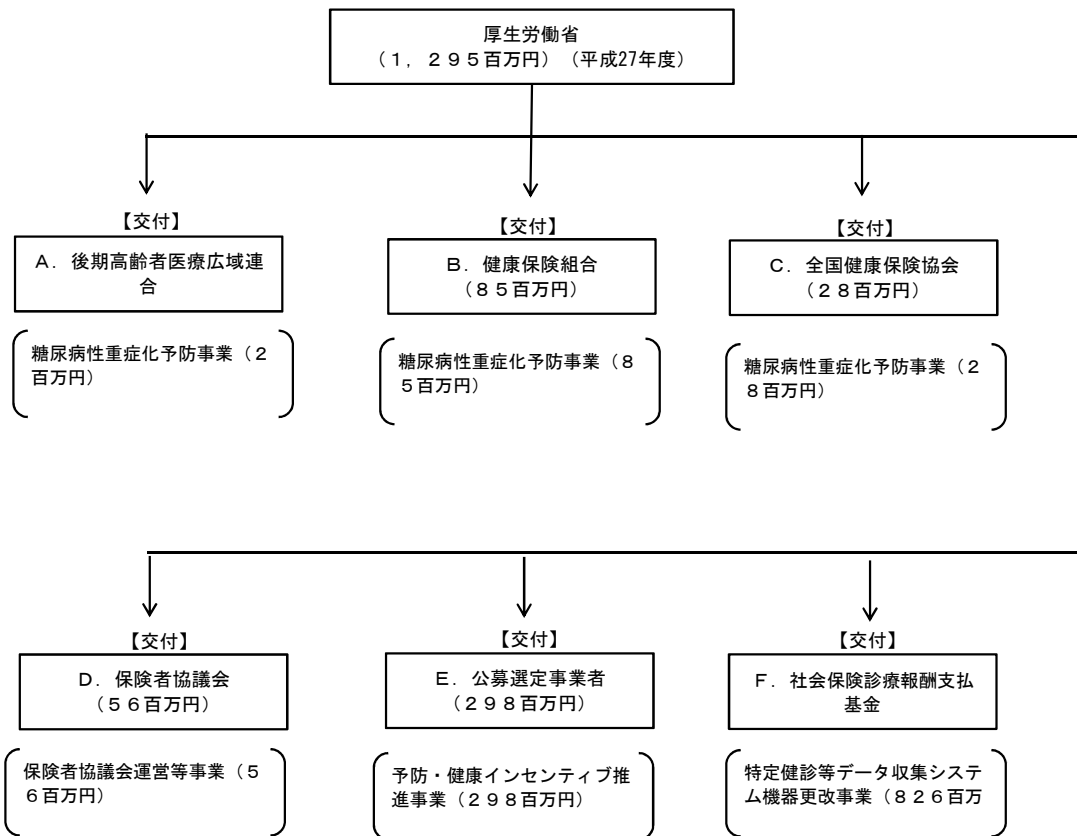 厚生労働省
（１，２９５百万円）（平成27年度）
【交付】
【交付】
【交付】
Ａ．後期高齢者医療広域連
合
Ｂ．健康保険組合
（８５百万円）
Ｃ．全国健康保険協会
（２８百万円）
糖尿病性重症化予防事業（２
百万円）
糖尿病性重症化予防事業（８
５百万円）
糖尿病性重症化予防事業（２
８百万円）
【交付】
【交付】
【交付】
Ｄ．保険者協議会
（５６百万円）
Ｅ．公募選定事業者
（２９８百万円）
Ｆ．社会保険診療報酬支払
基金
保険者協議会運営等事業（５
６百万円）
予防・健康インセンティブ推
進事業（２９８百万円）
特定健診等データ収集システ
ム機器更改事業（８２６百万